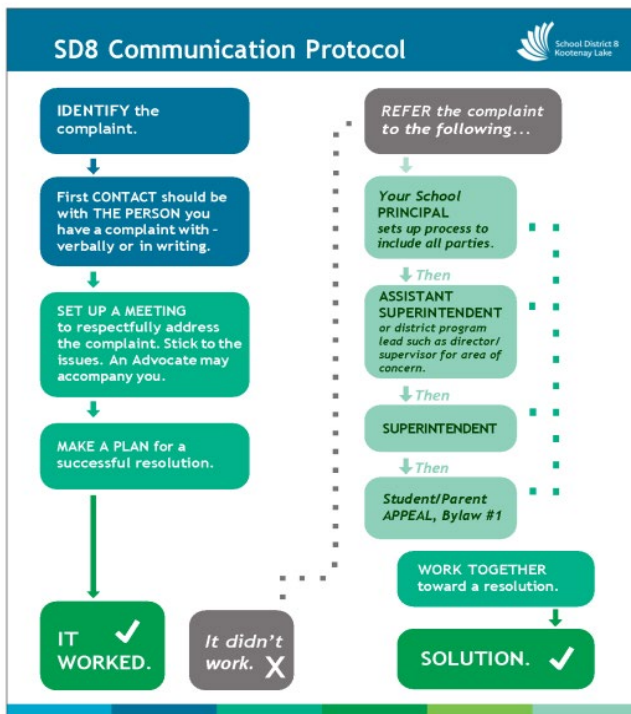 SD8 Communication Protocol
School District 8
Kootenay Lake
IDENTIFY the
complaint.
First CONTACT should be
with THE PERSON you
have a complaint with –
verbally or in writing.
SET UP A MEETING
to respectfully address
the complaint. Stick to the
issues. An Advocate may
accompany you.
MAKE A PLAN for a
successful resolution.
IT
WORKED.
It didn't
work. X
REFER the complaint
to the following...
Your School
PRINCIPAL
sets up process to
include all parties.
Then
ASSISTANT
SUPERINTENDENT
or district program
lead such as director/
supervisor for area of
concern.
Then
SUPERINTENDENT
Then
Student/Parent
APPEAL, Bylaw #1
WORK TOGETHER
toward a resolution.
SOLUTION.